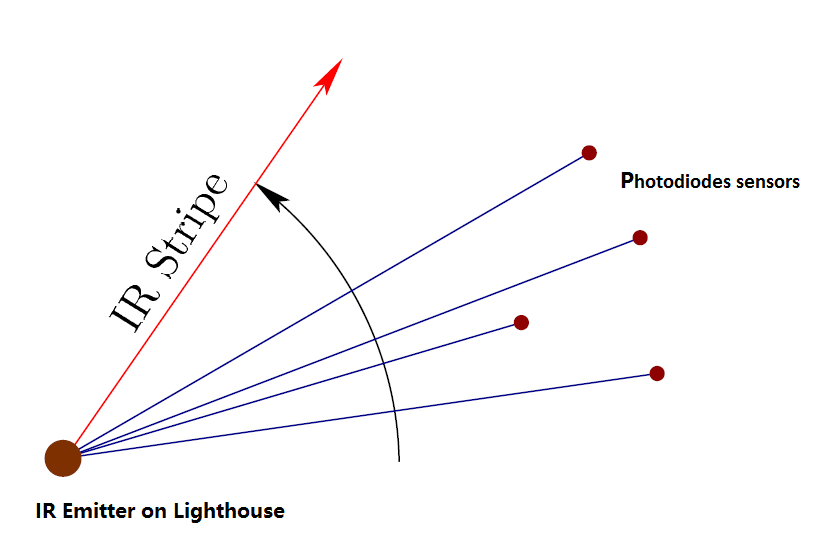 IR Stripe
Photodiodes sensors
IR Emitter on Lighthouse